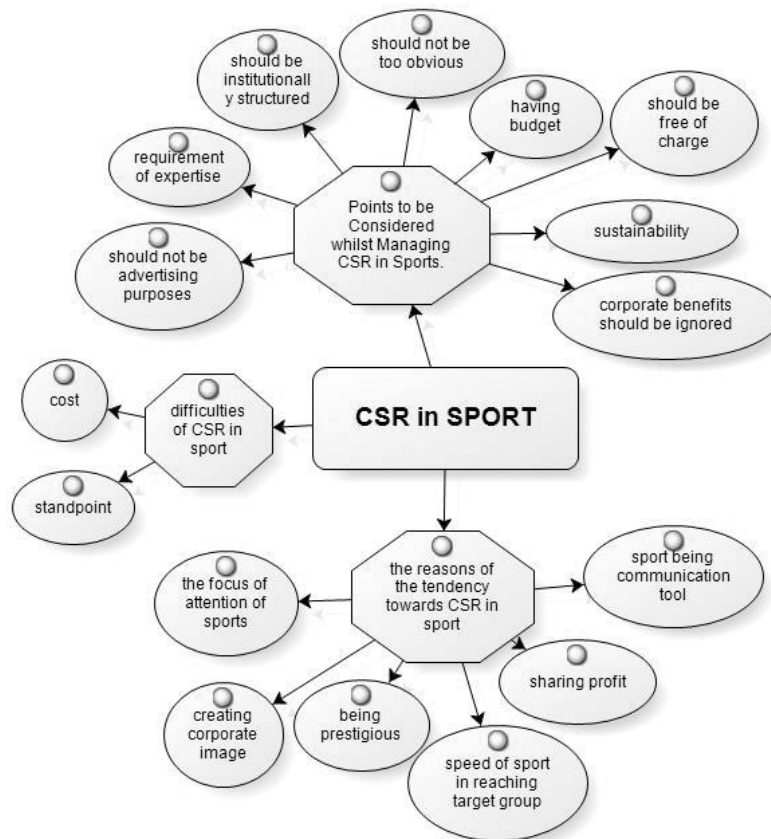 should not be
too obvious
should be
institutionall
y structured
having
budget
should be
free of
charge
requirement
of expertise
Points to be
Considered
whilst Managing
CSR in Sports.
sustainability
should not be
advertising
purposes
corporate benefits
should be ignored
CSR in SPORT
cost
difficulties
of CSR in
sport
standpoint
the reasons of
the tendency
towards CSR in
sport
sport being
communication
tool
the focus of
attention of
sports
sharing profit
creating
corporate
image
being
prestigious
speed of sport
in reaching
target group